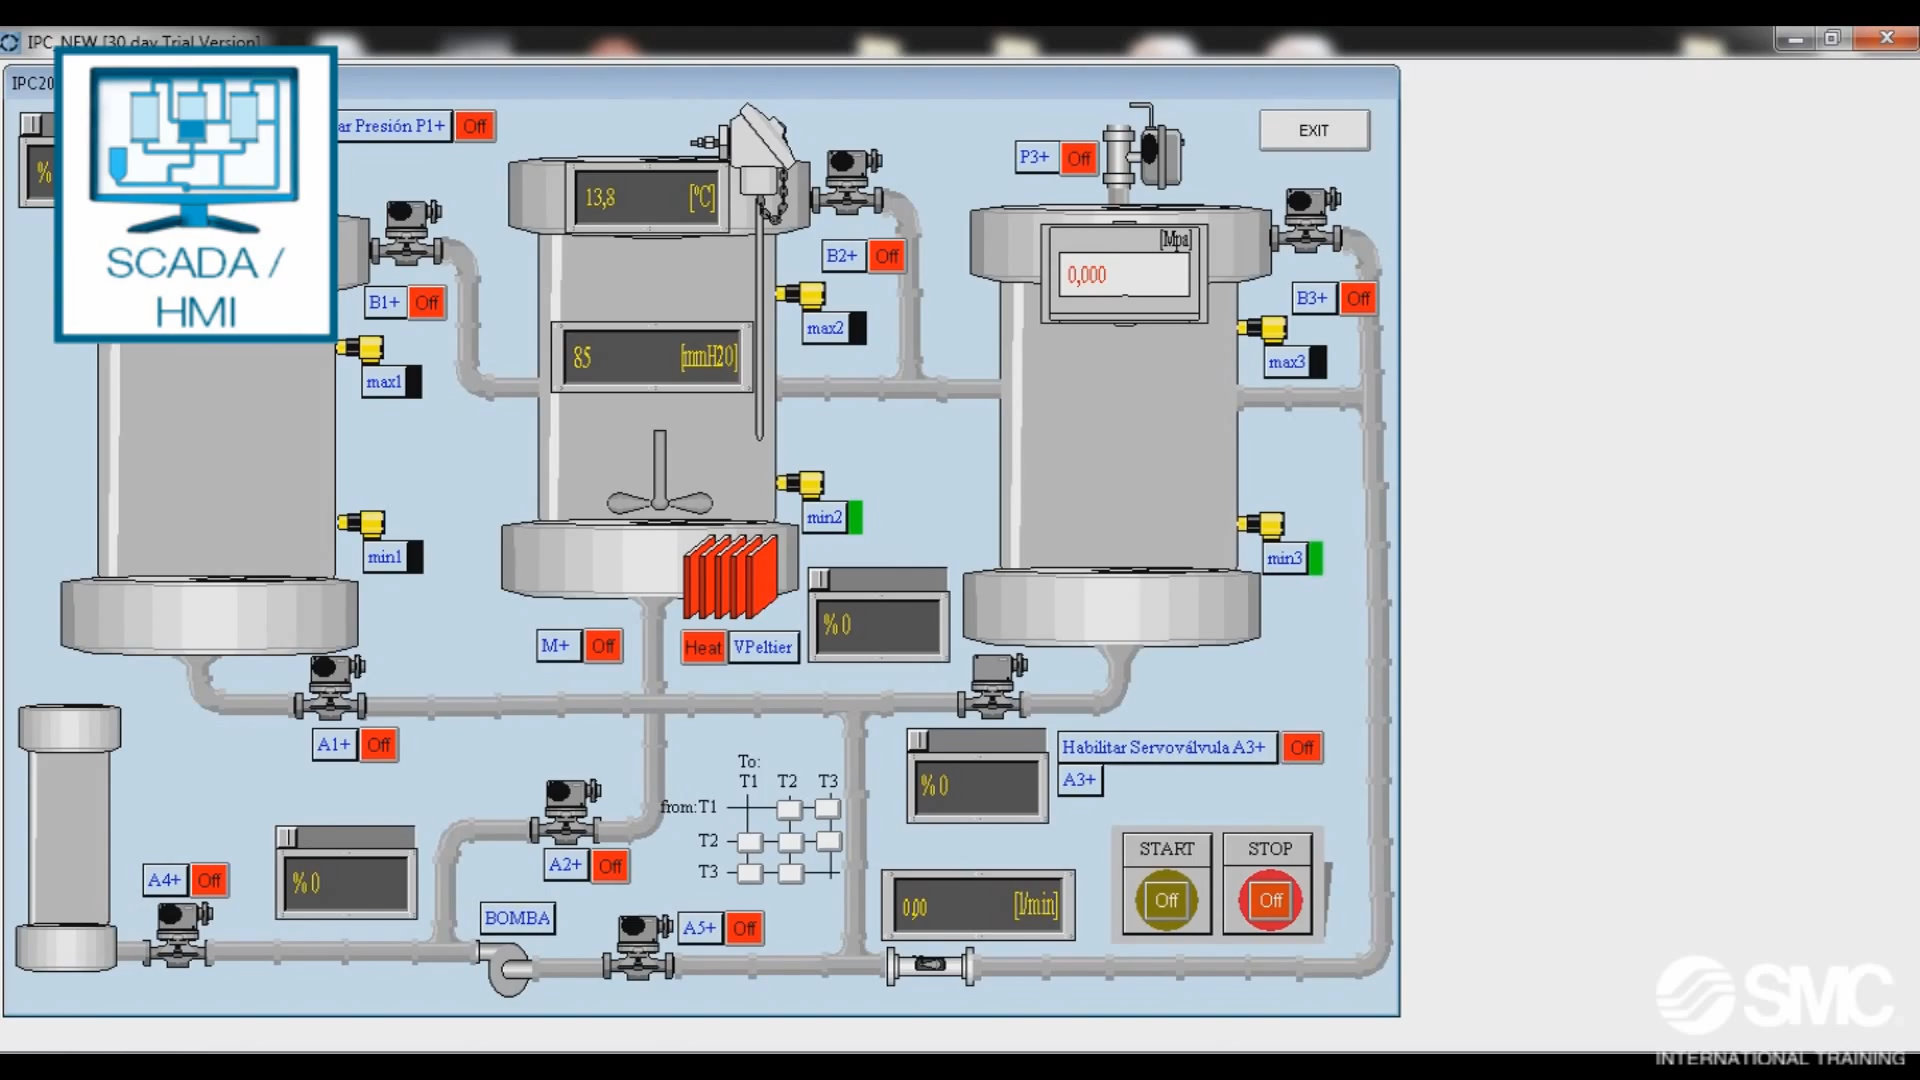 IPC_NEW [30 day Trial Version]
IPC20
SCADA /
HMI
%
ar Presión P1+ Off
13,8 [ºC]
P3+ Off
EXIT
B2+ Off
[Mpa]
0,000
B1+ Off
B3+ Off
max2
85 [mmH2O]
max1
max3
min2
min1
min3
% 0
M+ Off
Heat VPeltier
A1+ Off
Habilitar Servoválvula A3+ Off
% 0
A3+
To:
T1 T2 T3
from:T1
T2
T3
A2+ Off
START STOP
Off Off
A4+ Off
% 0
BOMBA
A5+ Off
0,00 [l/min]
SMC
INTERNATIONAL TRAINING